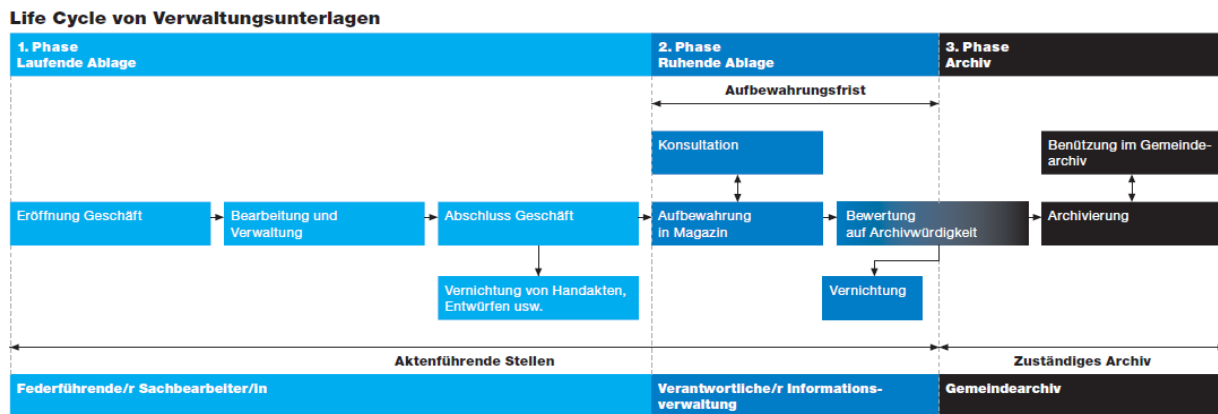 Life Cycle von Verwaltungsunterlagen
1. Phase
Laufende Ablage
2. Phase
Ruhende Ablage
3. Phase
Archiv
Aufbewahrungsfrist
Konsultation
Benützung im Gemeinde-
archiv
Eröffnung Geschäft
Bearbeitung und
Verwaltung
Abschluss Geschäft
Aufbewahrung
in Magazin
Bewertung
auf Archivwürdigkeit
Archivierung
Vernichtung von Handakten,
Entwürfen usw.
Vernichtung
Aktenführende Stellen
Zuständiges Archiv
Federführende/r Sachbearbeiter/in
Verantwortliche/r Informations-
verwaltung
Gemeindearchiv